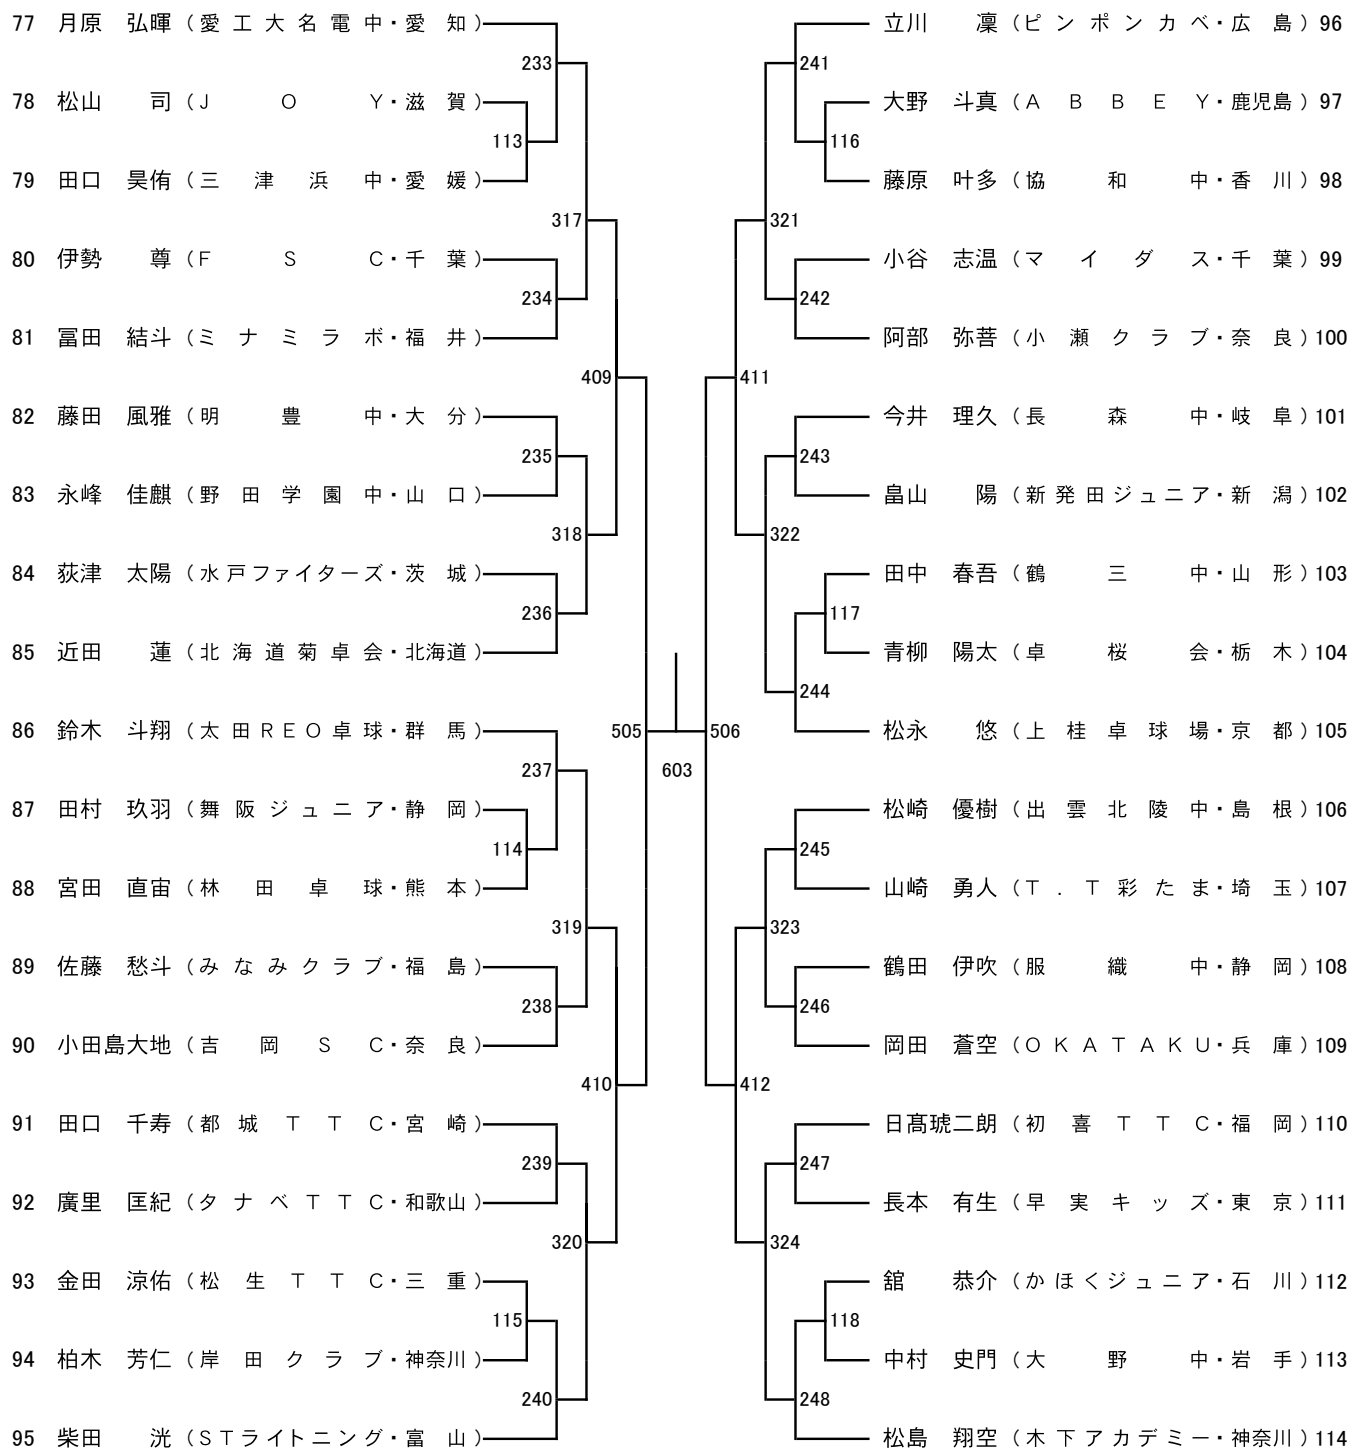 77 月原 弘暉 (愛工大名電中・愛知)
233
78 松山 司 (JOY・滋賀)
113
79 田口 昊侑 (三津浜中・愛媛)
317
80 伊勢 尊 (FSC・千葉)
234
81 冨田 結斗 (ミナミラボ・福井)
409
82 藤田 風雅 (明豊中・大分)
235
83 永峰 佳麒 (野田学園中・山口)
318
84 荻津 太陽 (水戸ファイターズ・茨城)
236
85 近田 蓮 (北海道菊卓会・北海道)
86 鈴木 斗翔 (太田REO卓球・群馬)
505
237
87 田村 玖羽 (舞阪ジュニア・静岡)
114
88 宮田 直宙 (林田卓球・熊本)
319
89 佐藤 愁斗 (みなみクラブ・福島)
238
90 小田島大地 (吉岡SC・奈良)
410
91 田口 千寿 (都城TTC・宮崎)
239
92 廣里 匡紀 (タナベTTC・和歌山)
320
93 金田 涼佑 (松生TTC・三重)
115
94 柏木 芳仁 (岸田クラブ・神奈川)
240
95 柴田 洸 (STライトニング・富山)
603
立川 凜 (ピンポンカベ・広島) 96
241
大野 斗真 (ABBEY・鹿児島) 97
116
藤原 叶多 (協和中・香川) 98
321
小谷 志温 (マイダス・千葉) 99
242
阿部 弥菩 (小瀬クラブ・奈良) 100
411
今井 理久 (長森中・岐阜) 101
243
畠山 陽 (新発田ジュニア・新潟) 102
322
田中 春吾 (鶴三中・山形) 103
117
青柳 陽太 (卓桜会・栃木) 104
244
松永 悠 (上桂卓球場・京都) 105
506
松崎 優樹 (出雲北陵中・島根) 106
245
山崎 勇人 (T.T彩たま・埼玉) 107
323
鶴田 伊吹 (服織中・静岡) 108
246
岡田 蒼空 (OKATAKU・兵庫) 109
412
日髙琥二朗 (初喜TTC・福岡) 110
247
長本 有生 (早実キッズ・東京) 111
324
舘 恭介 (かほくジュニア・石川) 112
118
中村 史門 (大野中・岩手) 113
248
松島 翔空 (木下アカデミー・神奈川) 114